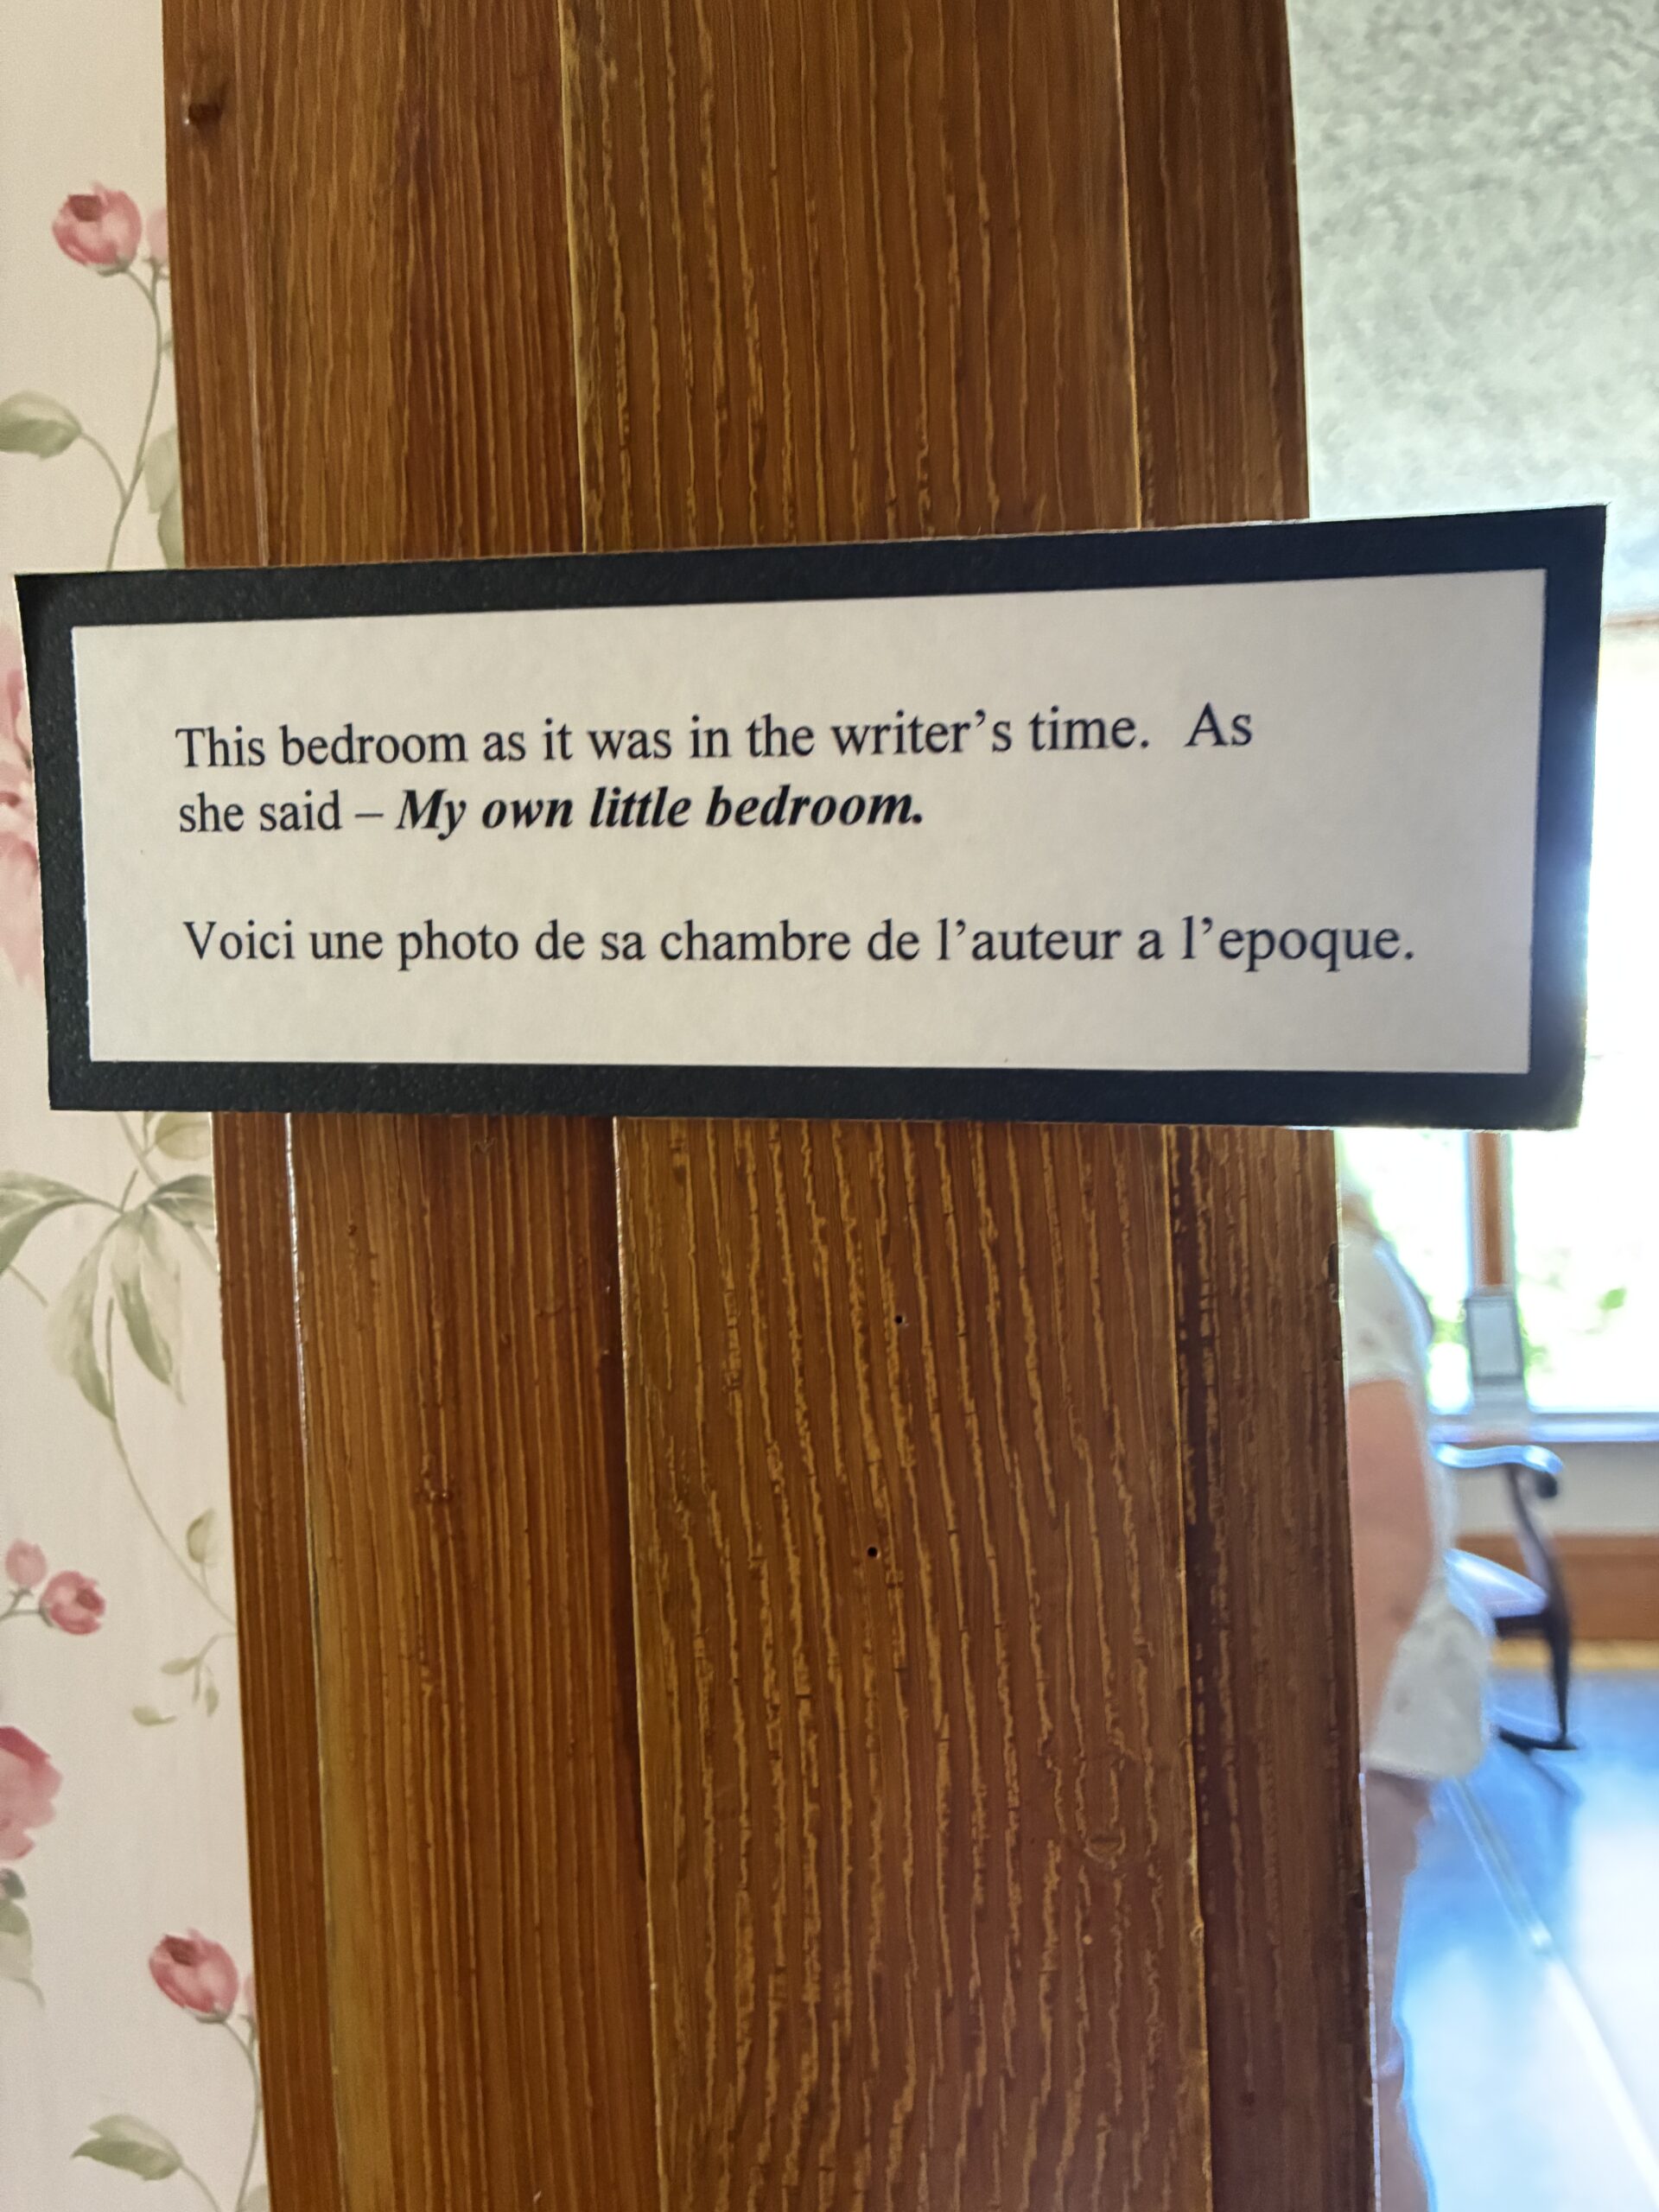 This bedroom as it was in the writer’s time.  As
she said – My own little bedroom.
Voici une photo de sa chambre de l’auteur a l’epoque.